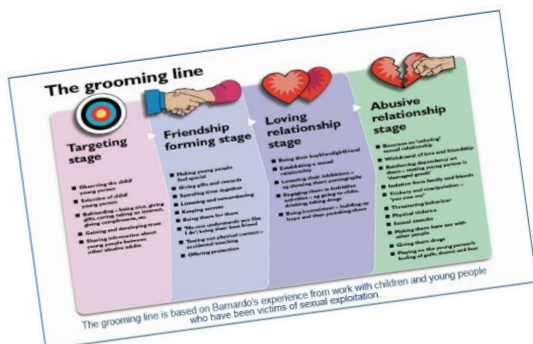 The grooming line
Targeting
stage
Observing the child/
young person
Selection of child/
young person
Befriending – being nice, giving
gifts, caring, taking an interest,
giving compliments, etc
Gaining and developing trust
Sharing information about
young people between
other abusive adults
Friendship
forming stage
Making young people
feel special
Giving gifts and rewards
Spending time together
Listening and remembering
Keeping secrets
Being there for them
'No-one understands you like
I do'; being their best friend
Testing out physical contact –
accidental touching
Offering protection
Loving
relationship
stage
Being their boyfriend/girlfriend
Establishing a sexual
relationship
Lowering their inhibitions –
eg showing them pornography
Engaging them in forbidden
activities – eg going to clubs,
drinking, taking drugs
Being inconsistent – building up
hope and then punishing them
Abusive
relationship
stage
sexual relationship
Withdrawal of love and friendship
Reinforcing dependency on
them – stating young person is
'damaged goods'
Isolation from family and friends
Trickery and manipulation –
'you owe me'
Threatening behaviour
Physical violence
Sexual assaults
Making them have sex with
other people
Giving them drugs
Playing on the young person's
feeling of guilt, shame and fear
The grooming line is based on Barnardo's experience from work with children and young people
who have been victims of sexual exploitation.